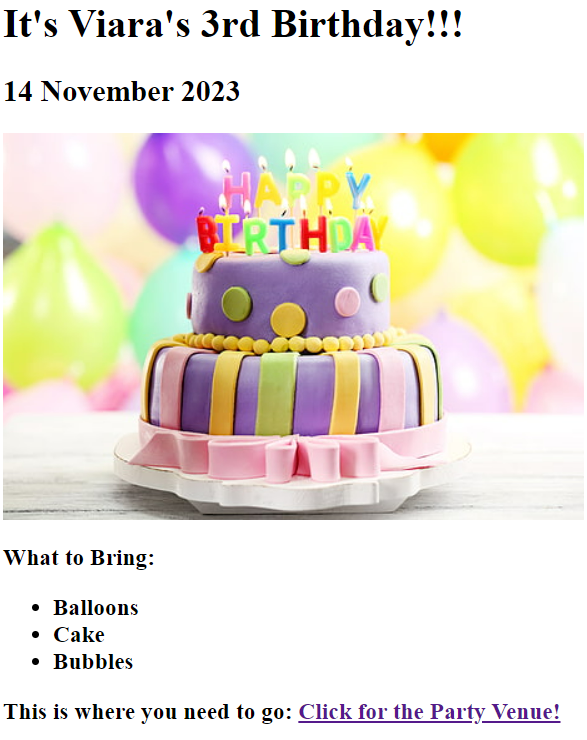 It's Viara's 3rd Birthday!!!
14 November 2023
HAPPY
BIRTHDAY
What to Bring:
Balloons
Cake
Bubbles
This is where you need to go: Click for the Party Venue!